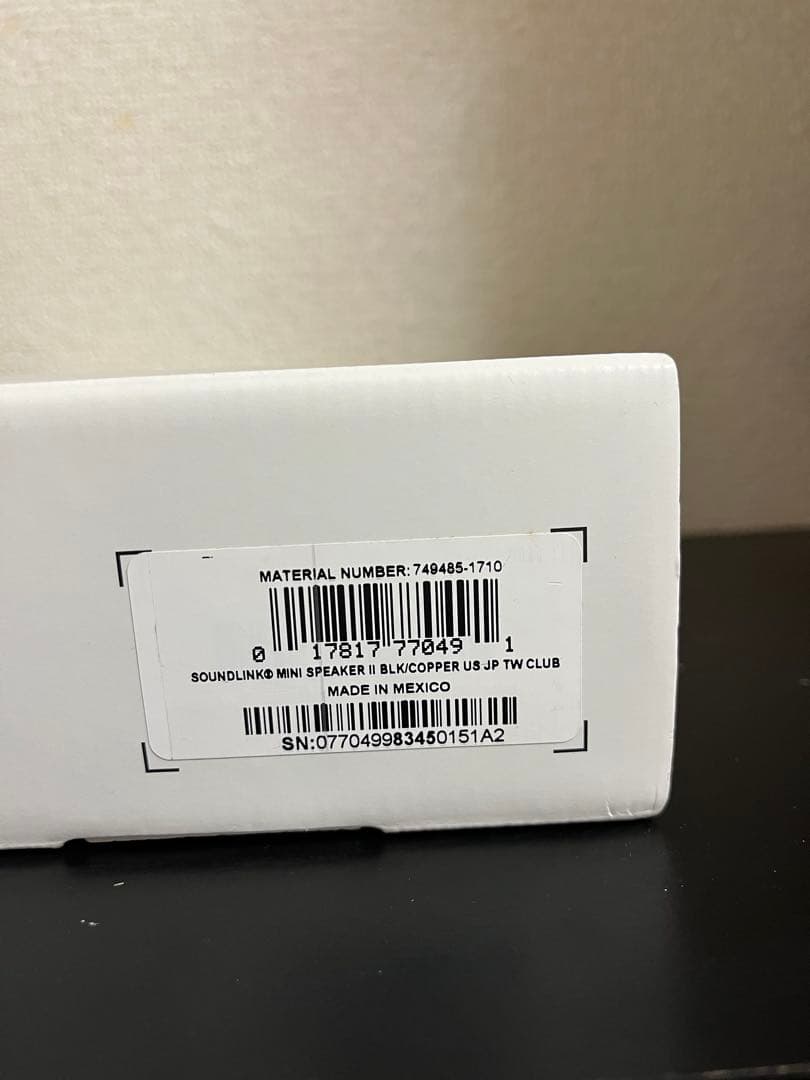 MATERIAL NUMBER: 749485-1710
0 17817 77049 1
SOUNDLINK® MINI SPEAKER II BLK/COPPER US JP TW CLUB
MADE IN MEXICO
SN:077049983450151A2